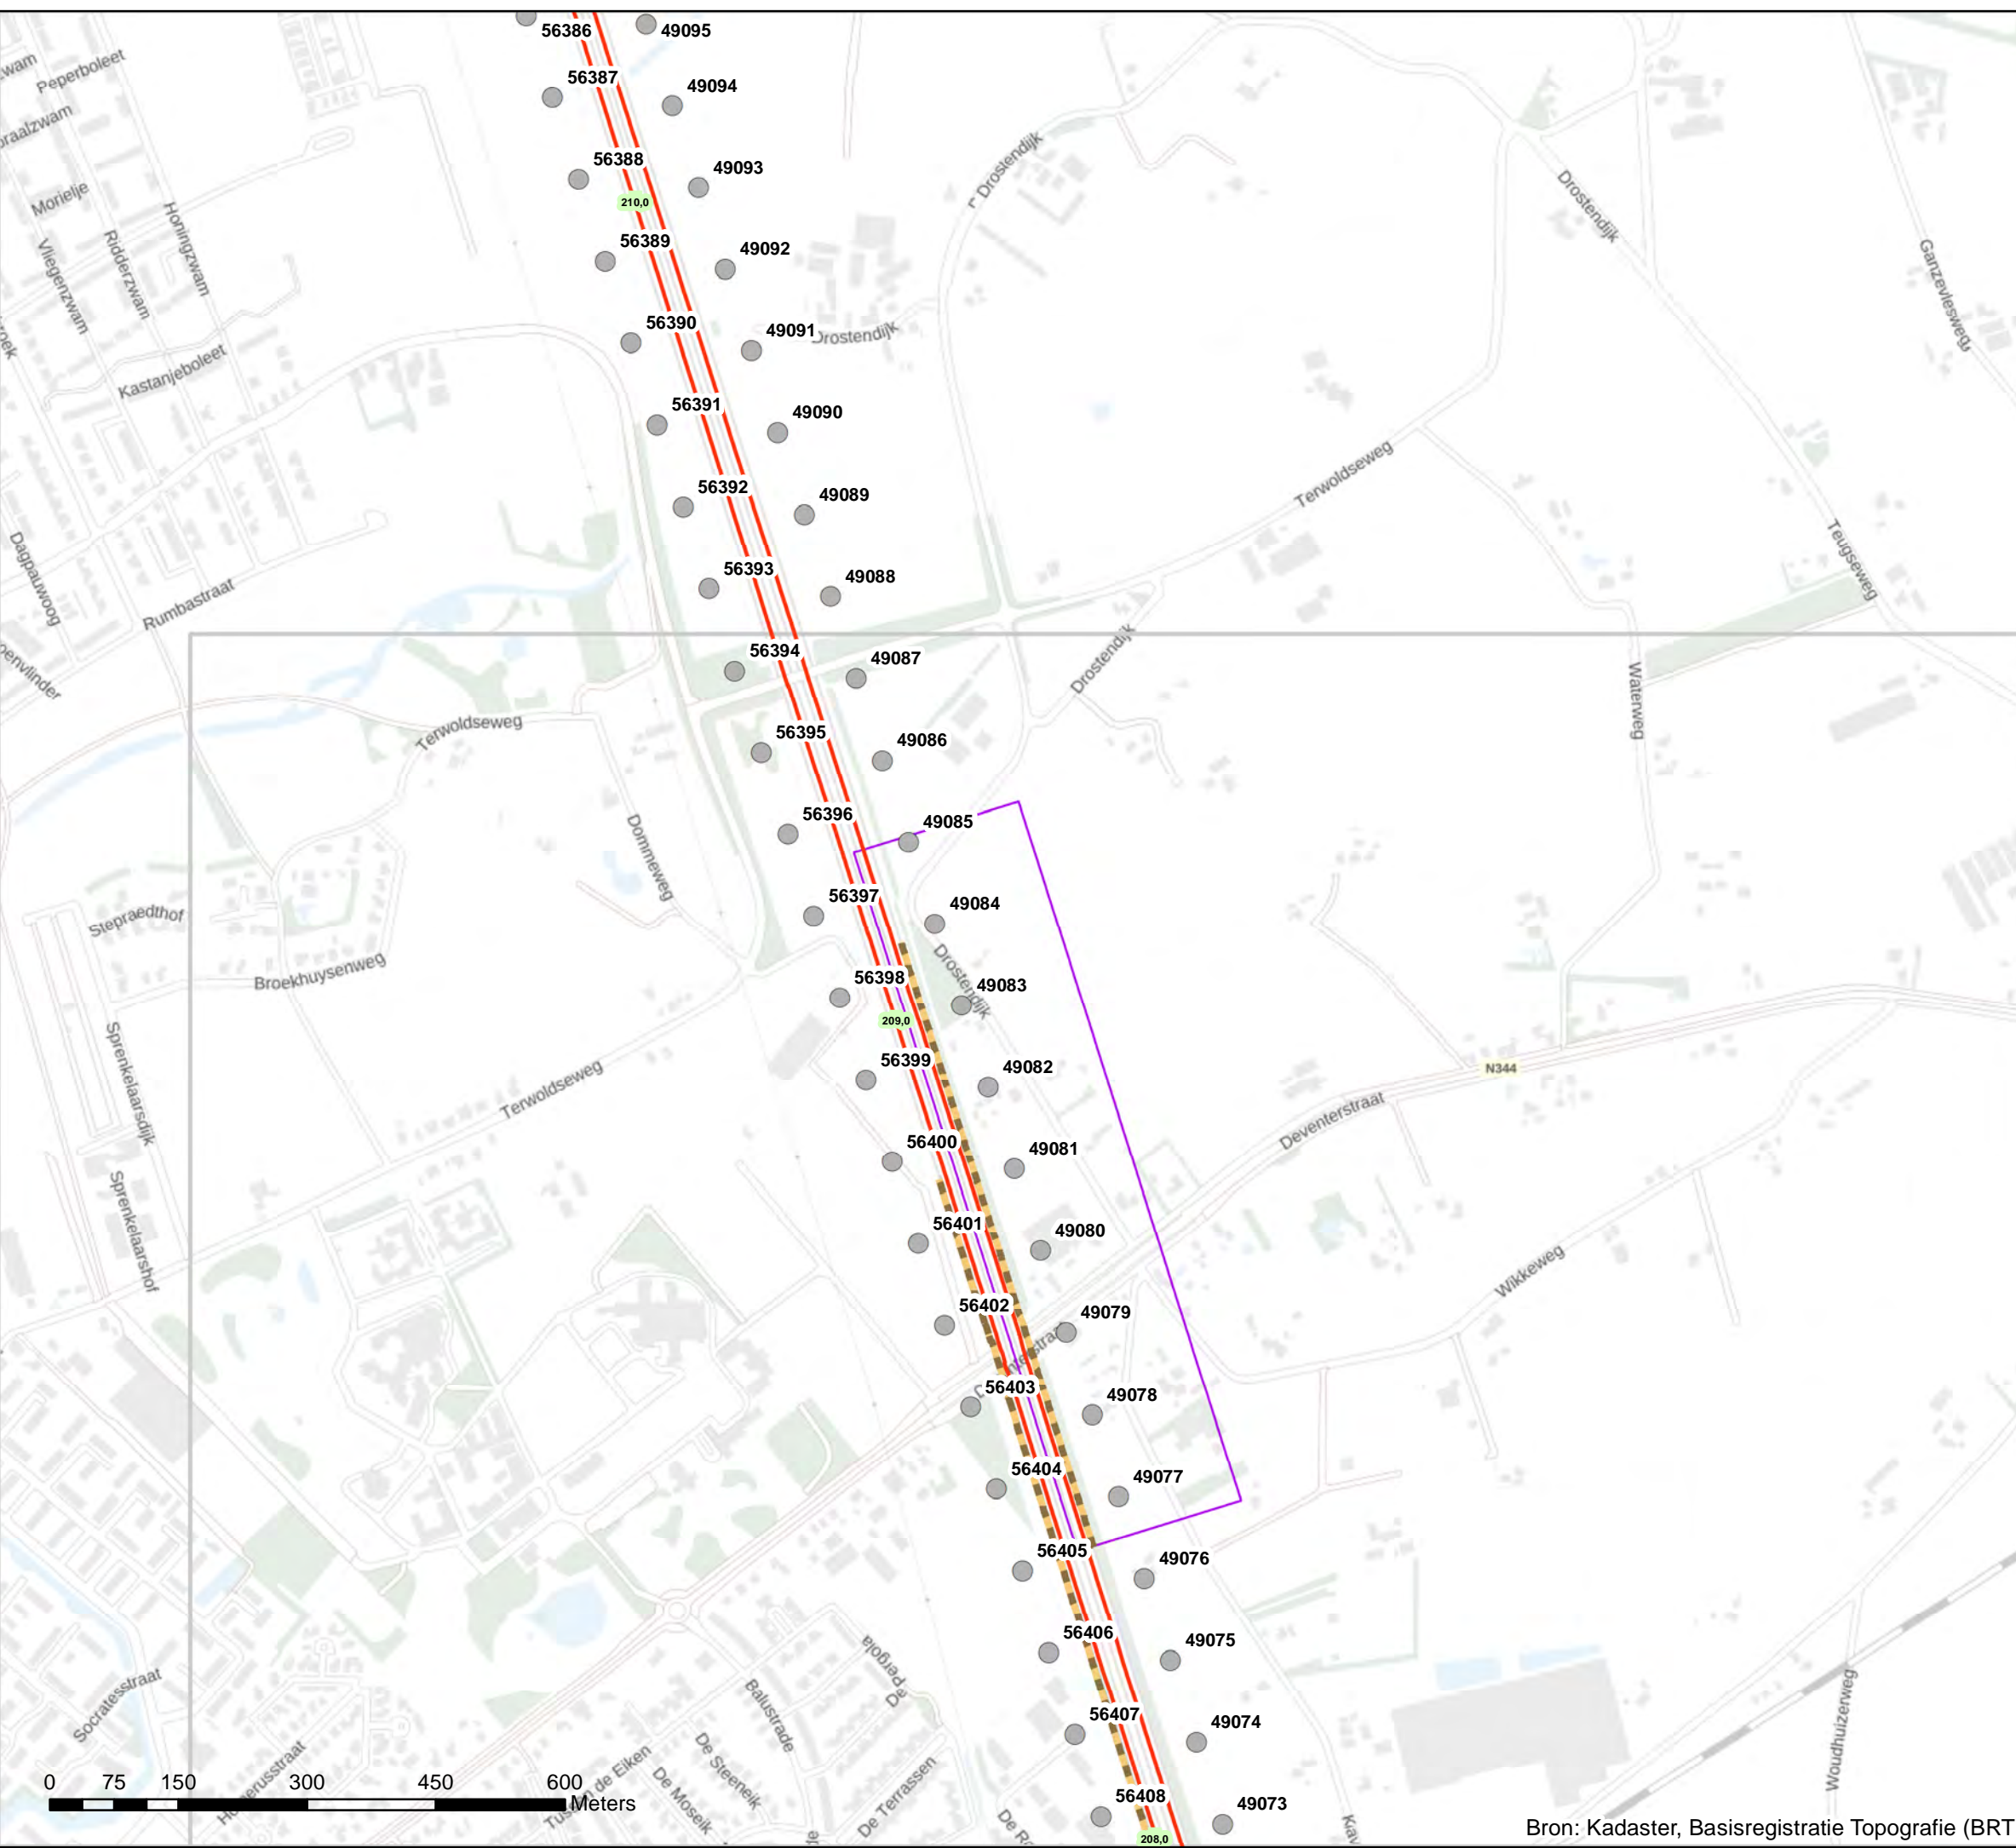 56386
49095
Peperboleet
56387
49094
56388
49093
Morielje
210,0
Drostendijk
Drostendijk
Honingzwam
Ridderzwam
Vliegenzwam
56389
49092
Ganzevlesweg
56390
49091
Drostendijk
Kastanjeboleet
56391
49090
Terwoldseweg
56392
49089
Dagpauwoog
Rumbastraat
56393
49088
Teugseweg
56394
49087
Drostendijk
Waterweg
Terwoldseweg
56395
49086
56396
49085
Dommeweg
56397
49084
Stepraedthof
Broekhuysenweg
56398
Drostendijk
49083
209,0
Sprenkelaarsdijk
56399
49082
N344
Terwoldseweg
Deventerstraat
56400
49081
Sprenkelaarshof
56401
49080
Wikkeweg
56402
49079
56403
49078
56404
49077
56405
49076
56406
49075
De Pergola
Socratesstraat
Balustrade
56407
49074
Woudhuizerweg
De Steeneik
De Moseik
De Terrassen
0 75 150 300 450 600
Meters
56408
49073
208,0
Bron: Kadaster, Basisregistratie Topografie (BRT